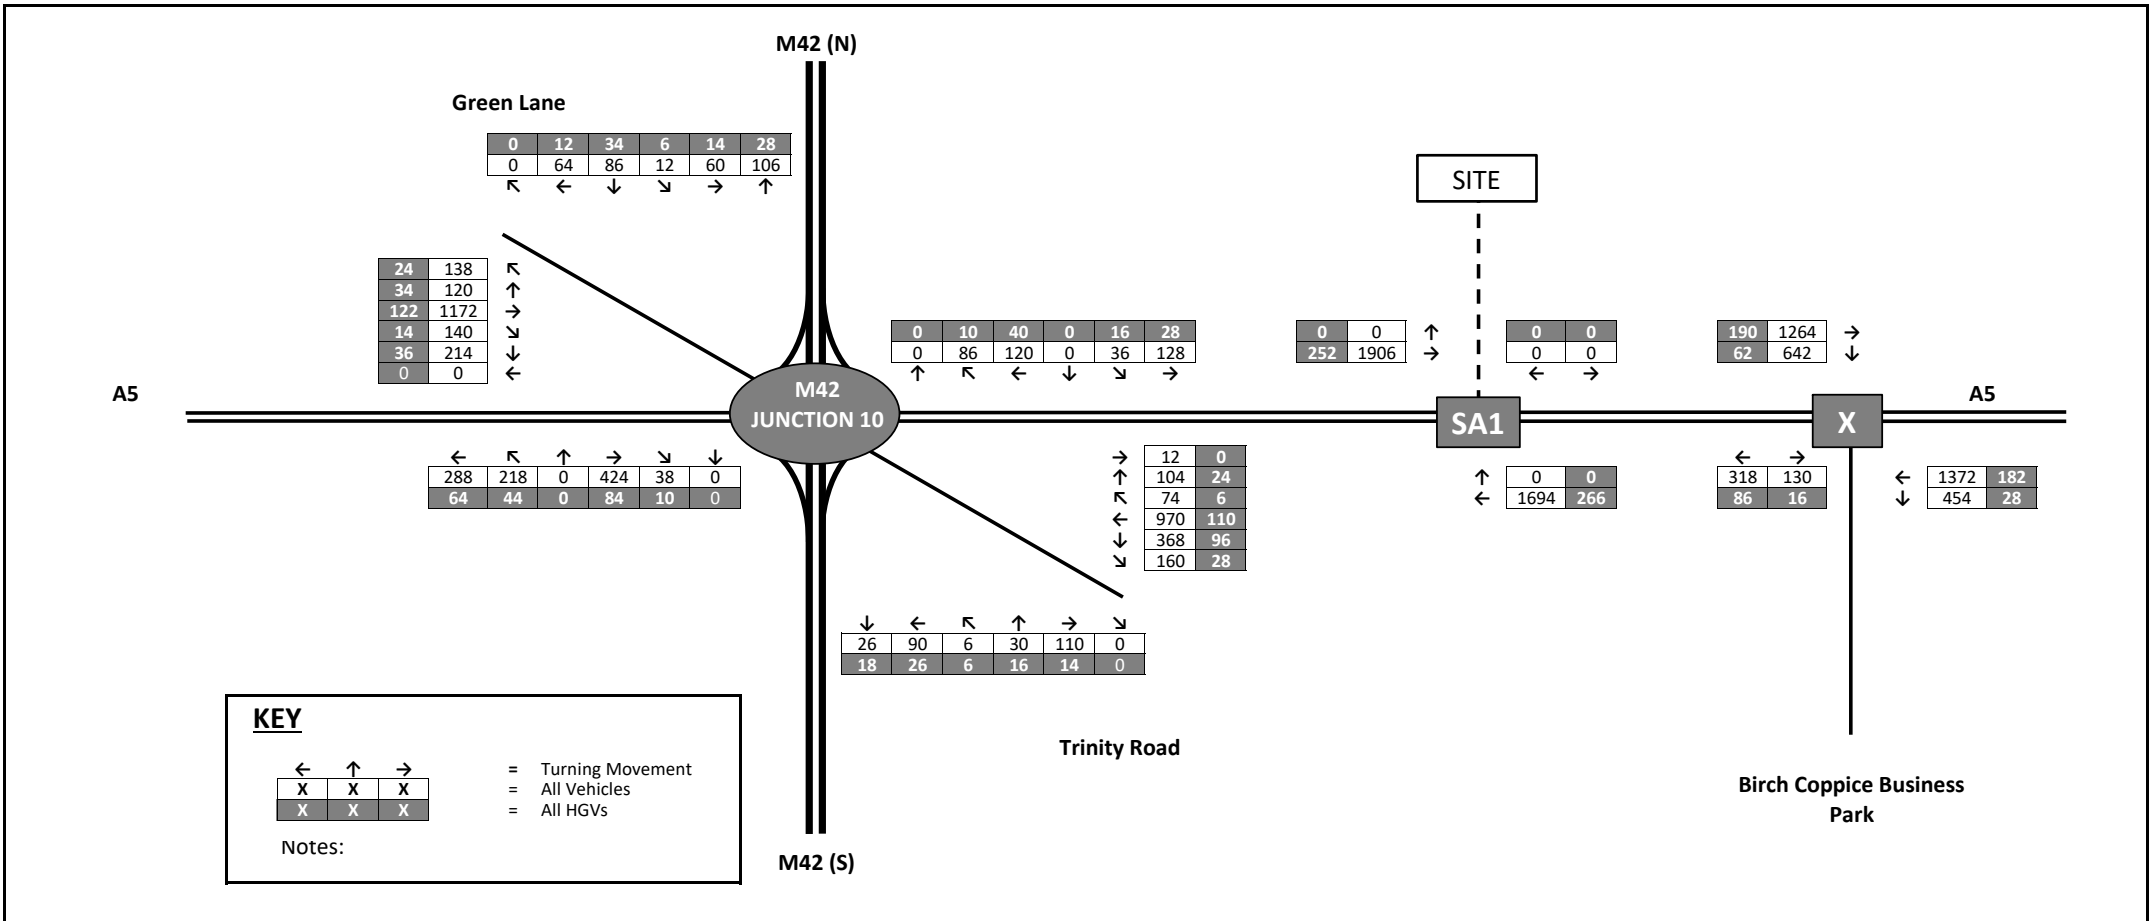 M42 (N)
Green Lane
0 12 34 6 14 28
0 64 86 12 60 106
↖ ← ↓ ↘ → ↑
SITE
24 138 ↖
34 120 ↑
122 1172 →
14 140 ↘
36 214 ↓
0 0 ←
0 10 40 0 16 28
0 86 120 0 36 128
↑ ↖ ← ↓ ↘ →
0 0 ↑
252 1906 →
0 0
0 0
← →
190 1264 →
62 642 ↓
A5
M42
JUNCTION 10
SA1
X
A5
← ↖ ↑ → ↘ ↓
288 218 0 424 38 0
64 44 0 84 10 0
→ 12 0
↑ 104 24
↖ 74 6
← 970 110
↓ 368 96
↘ 160 28
↑ 0 0
← 1694 266
← →
318 130
86 16
← 1372 182
↓ 454 28
↓ ← ↖ ↑ → ↘
26 90 6 30 110 0
18 26 6 16 14 0
KEY
← ↑ → = Turning Movement
X X X = All Vehicles
X X X = All HGVs
Notes:
Trinity Road
Birch Coppice Business
Park
M42 (S)